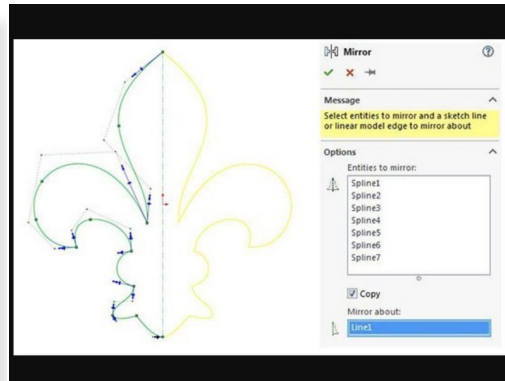 Mirror
Message
Select entities to mirror and a sketch line
or linear model edge to mirror about
Options
Entities to mirror:
Spline1
Spline2
Spline3
Spline4
Spline5
Spline6
Spline7
Copy
Mirror about:
Line1